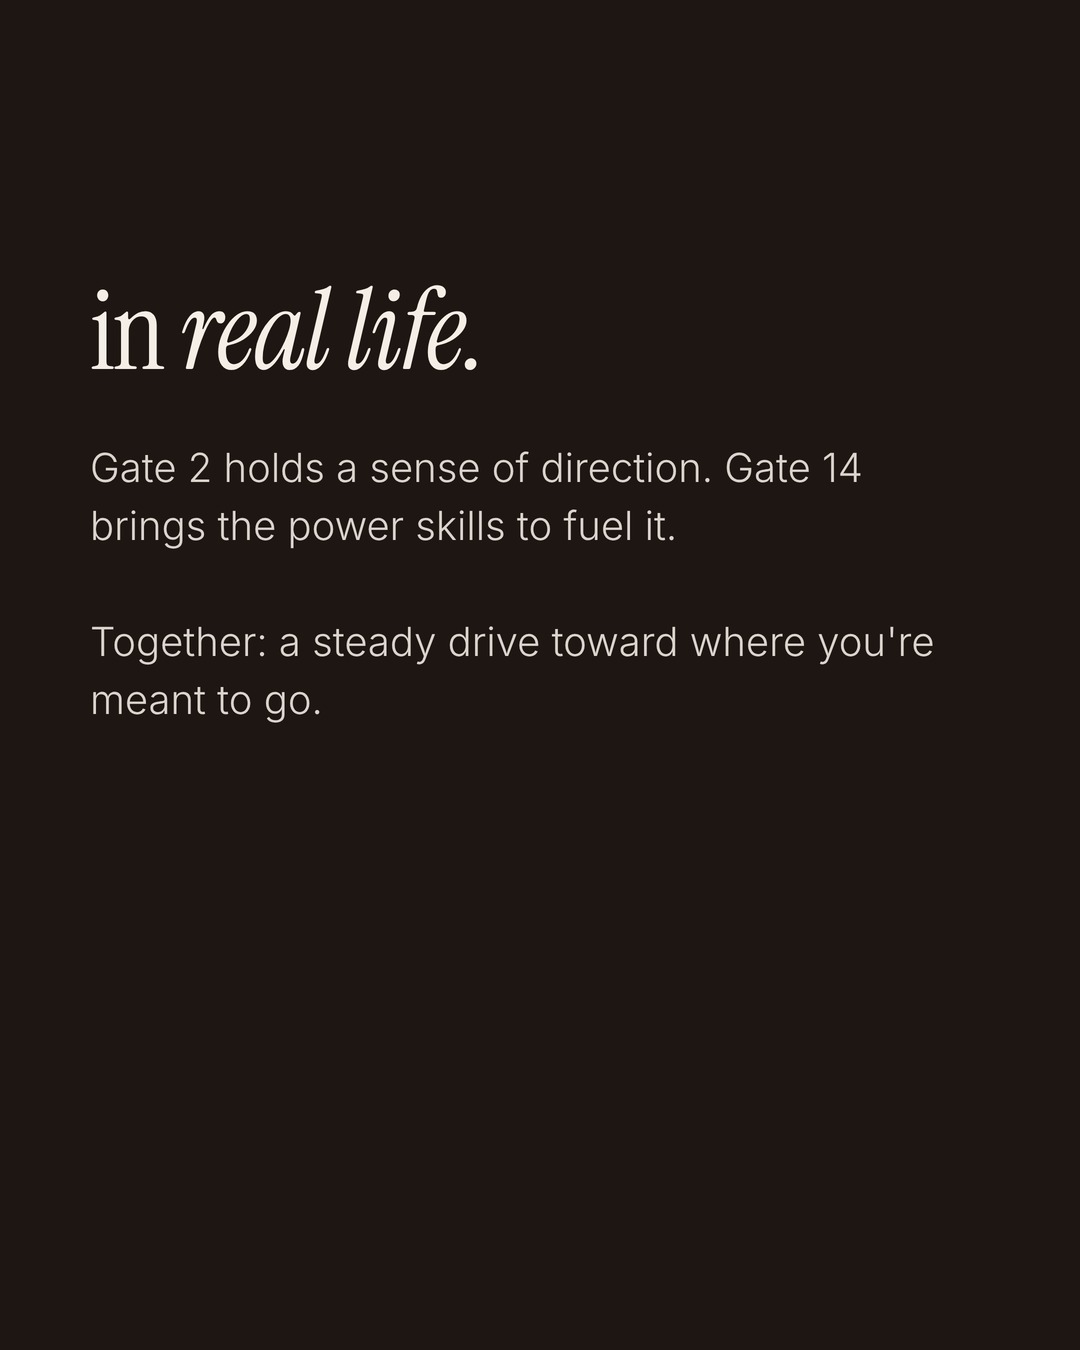 in real life.
Gate 2 holds a sense of direction. Gate 14
brings the power skills to fuel it.
Together: a steady drive toward where you're
meant to go.